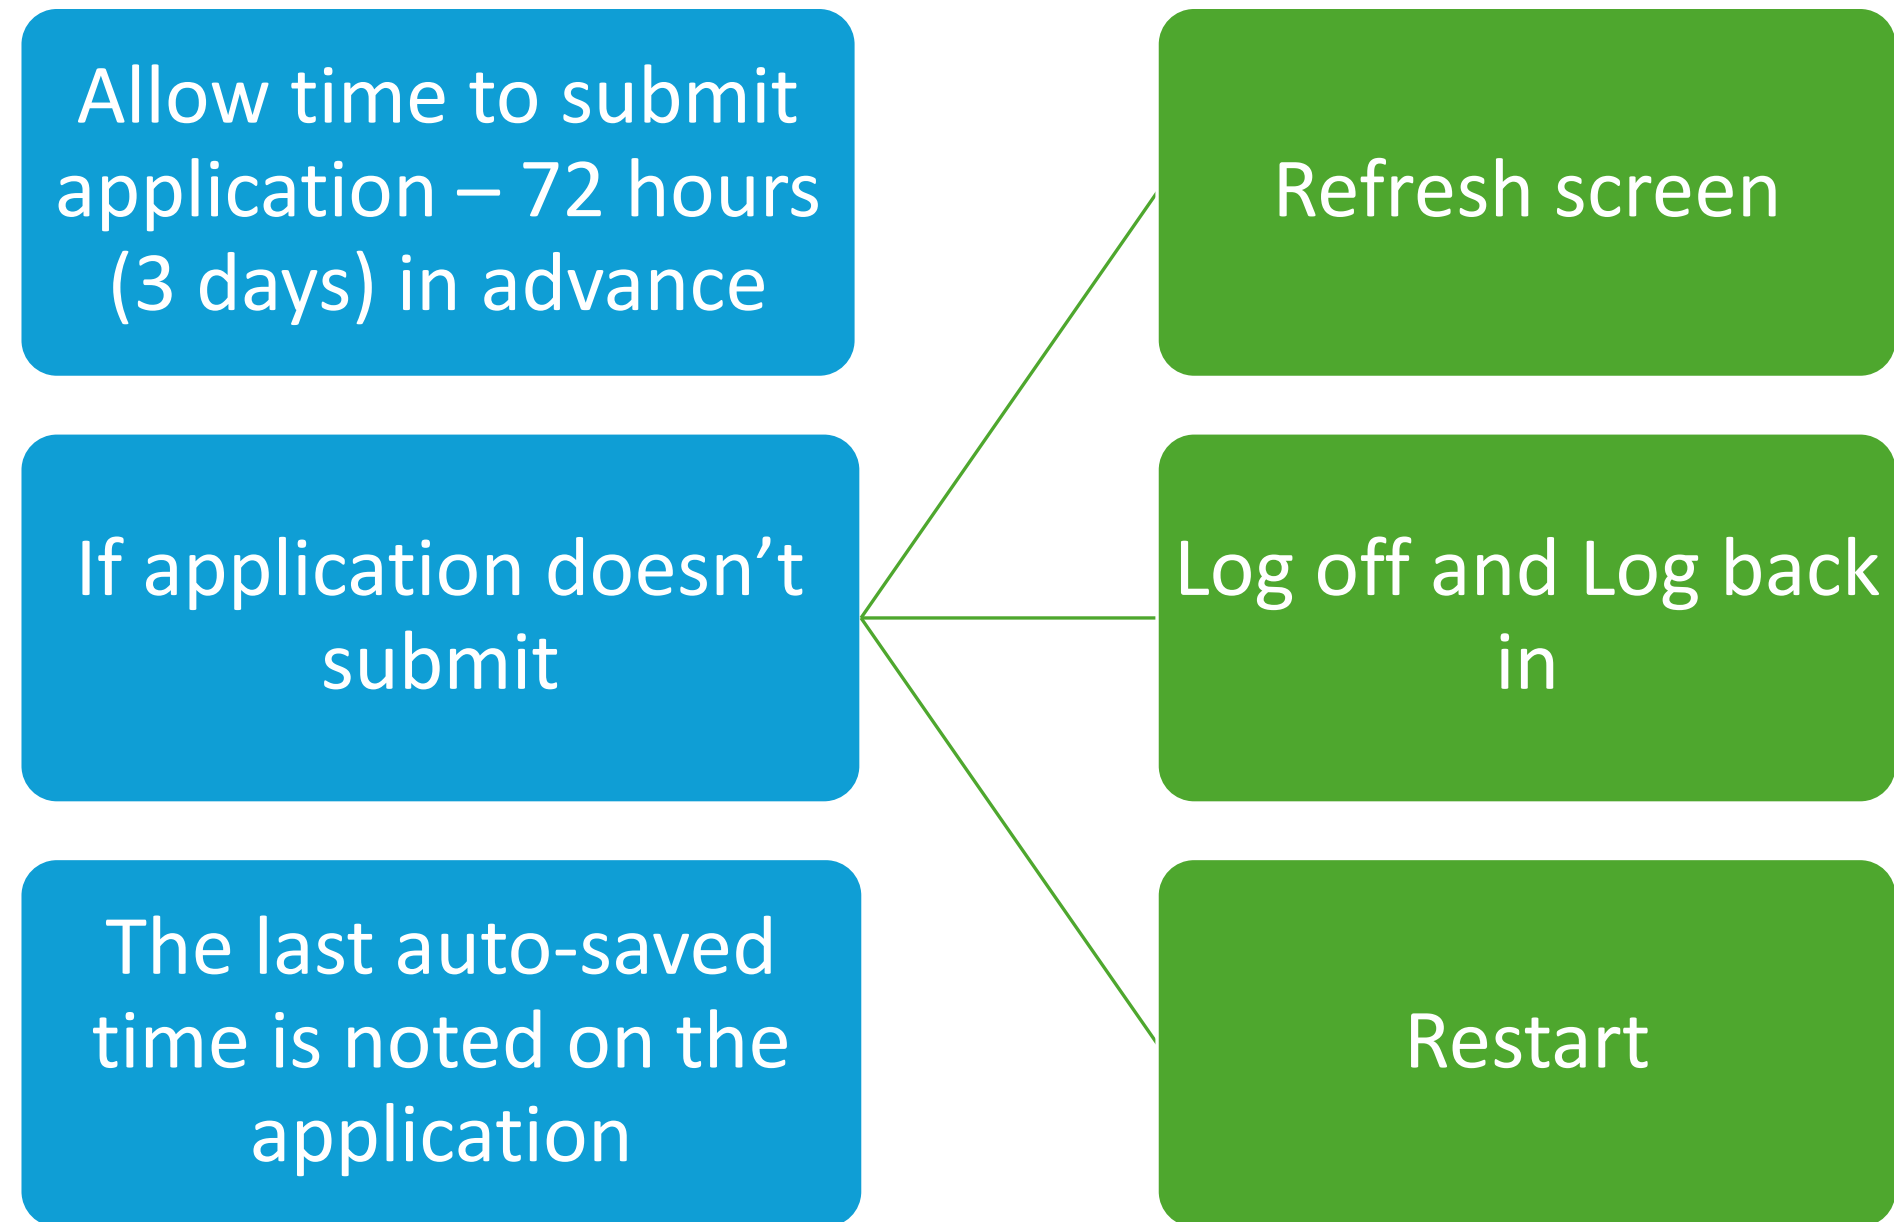 Allow time to submit
application – 72 hours
(3 days) in advance
If application doesn’t
submit
The last auto-saved
time is noted on the
application
Refresh screen
Log off and Log back
in
Restart